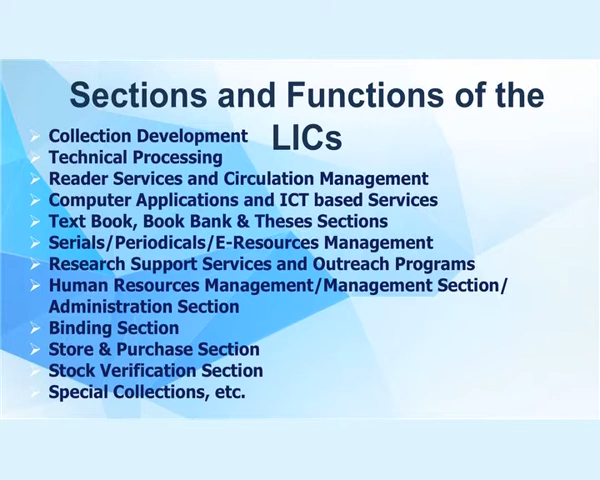 Sections and Functions of the
LICs
Collection Development
Technical Processing
Reader Services and Circulation Management
Computer Applications and ICT based Services
Text Book, Book Bank & Theses Sections
Serials/Periodicals/E-Resources Management
Research Support Services and Outreach Programs
Human Resources Management/Management Section/
Administration Section
Binding Section
Store & Purchase Section
Stock Verification Section
Special Collections, etc.